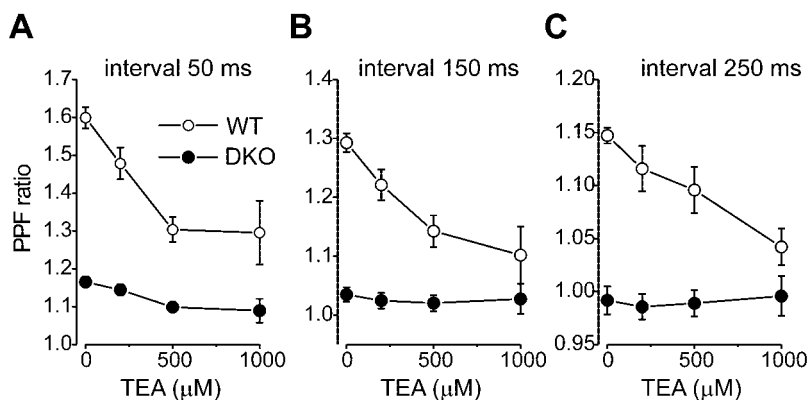 A
B
C
interval 50 ms
interval 150 ms
interval 250 ms
PPF ratio
1.7
1.6
1.5
1.4
1.3
1.2
1.1
1.0
WT
DKO
0
500
1000
TEA (μM)
1.4
1.3
1.2
1.1
1.0
0
500
1000
TEA (μM)
1.20
1.15
1.10
1.05
1.00
0.95
0
500
1000
TEA (μM)